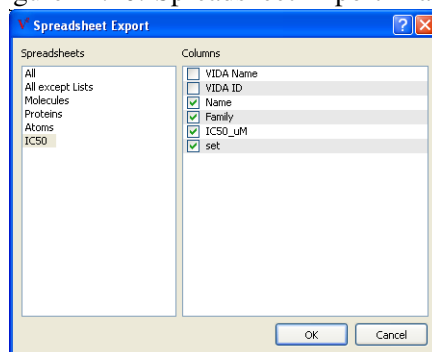 Spreadsheet Export
Spreadsheets
Columns
All
All except Lists
Molecules
Proteins
Atoms
IC50
VIDA Name
VIDA ID
Name
Family
IC50_uM
set
OK
Cancel